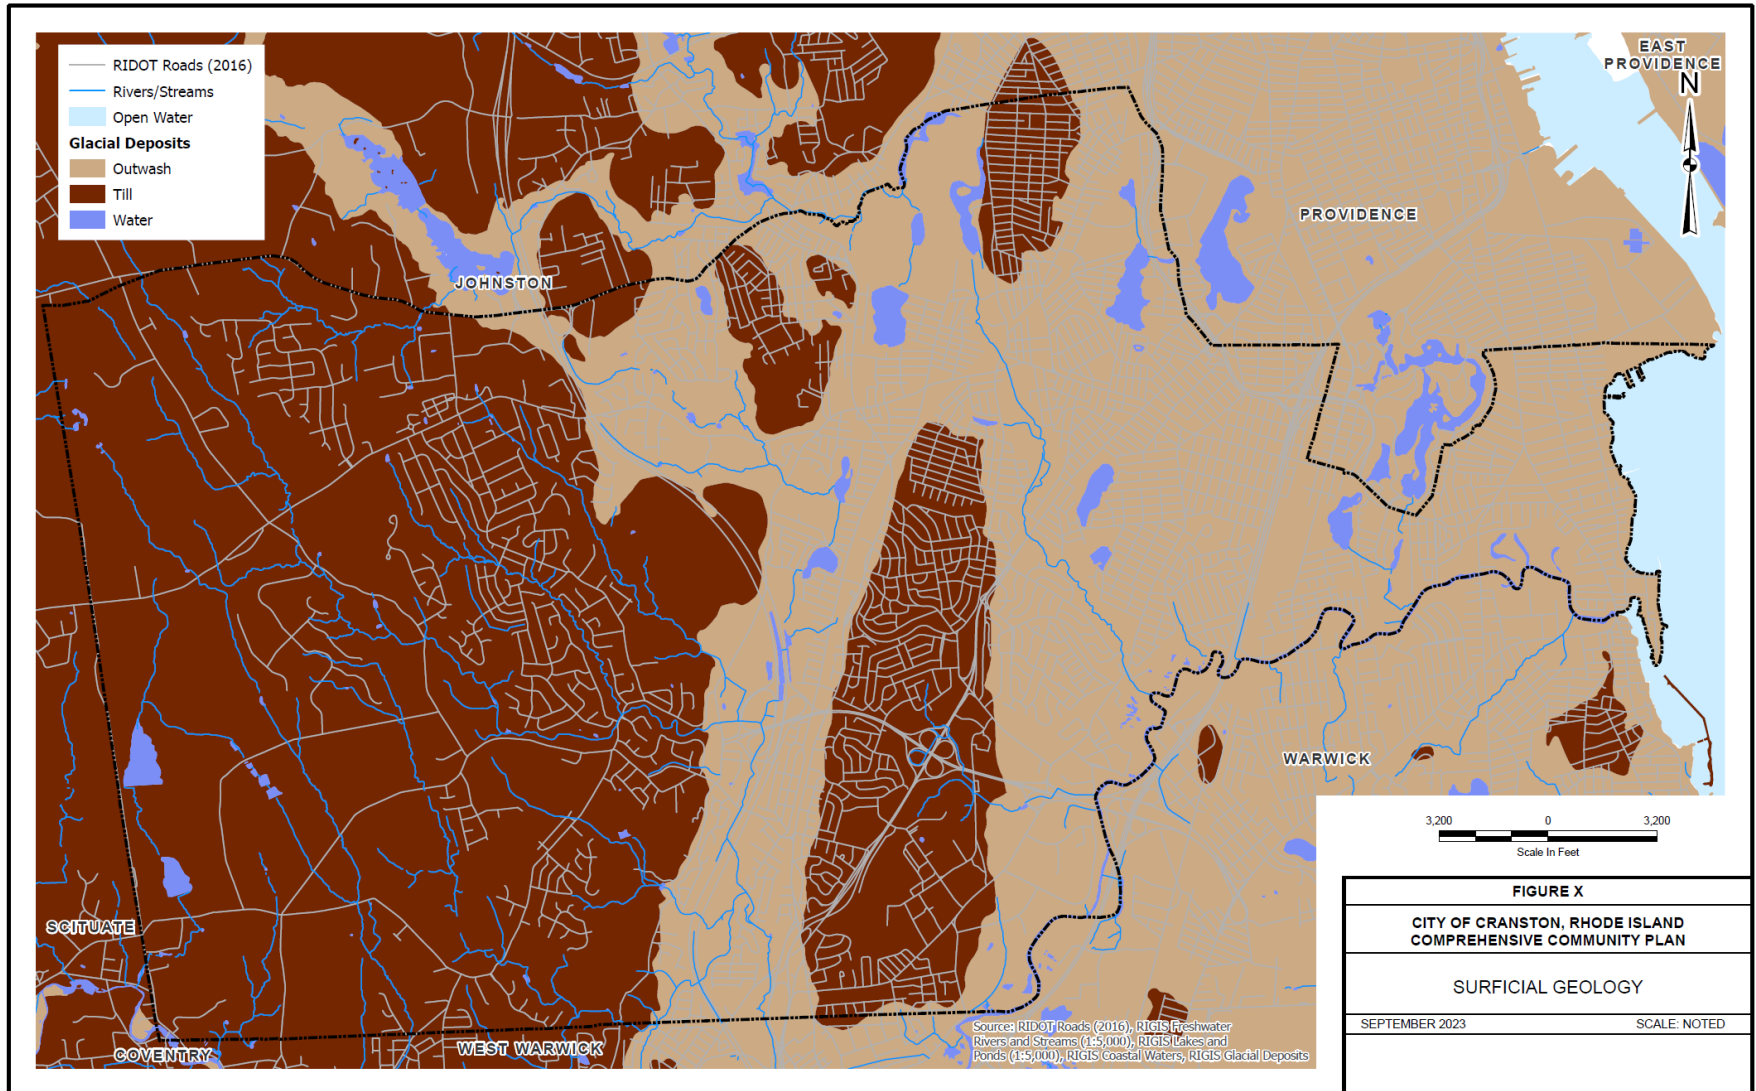 RIDOT Roads (2016)
Rivers/Streams
Open Water
Glacial Deposits
Outwash
Till
Water
EAST
PROVIDENCE
N
PROVIDENCE
JOHNSTON
WARWICK
SCITUATE
COVENTRY
WEST WARWICK
3,200 0 3,200
Scale In Feet
Source: RIDOT Roads (2016), RIGIS Freshwater
Rivers and Streams (1:5,000), RIGIS Lakes and
Ponds (1:5,000), RIGIS Coastal Waters, RIGIS Glacial Deposits
FIGURE X
CITY OF CRANSTON, RHODE ISLAND
COMPREHENSIVE COMMUNITY PLAN
SURFICIAL GEOLOGY
SEPTEMBER 2023 SCALE: NOTED